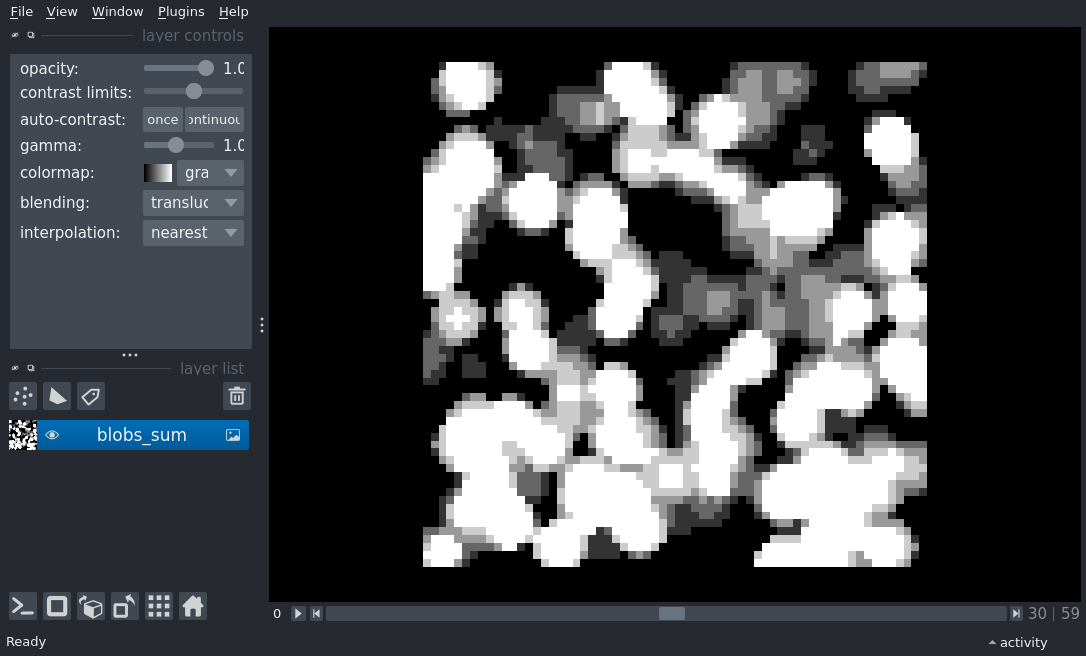 File View Window Plugins Help
layer controls
opacity: 1.0
contrast limits:
auto-contrast: once ontinuou
gamma: 1.0
colormap: gra
blending: transluc
interpolation: nearest
layer list
blobs_sum
0 30 | 59
Ready activity